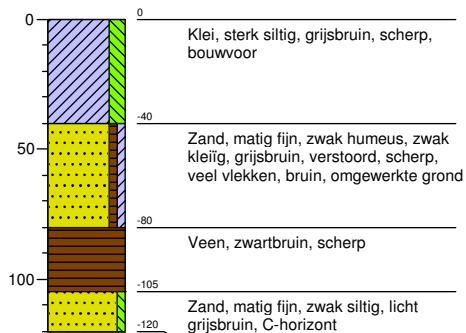 0
0
Klei, sterk siltig, grijsbruin, scherp,
bouwvoor
-40
Zand, matig fijn, zwak humeus, zwak
50
kleiïg, grijsbruin, verstoord, scherp,
veel vlekken, bruin, omgewerkte grond
-80
Veen, zwartbruin, scherp
100
-105
Zand, matig fijn, zwak siltig, licht
grijsbruin, C-horizont
-120